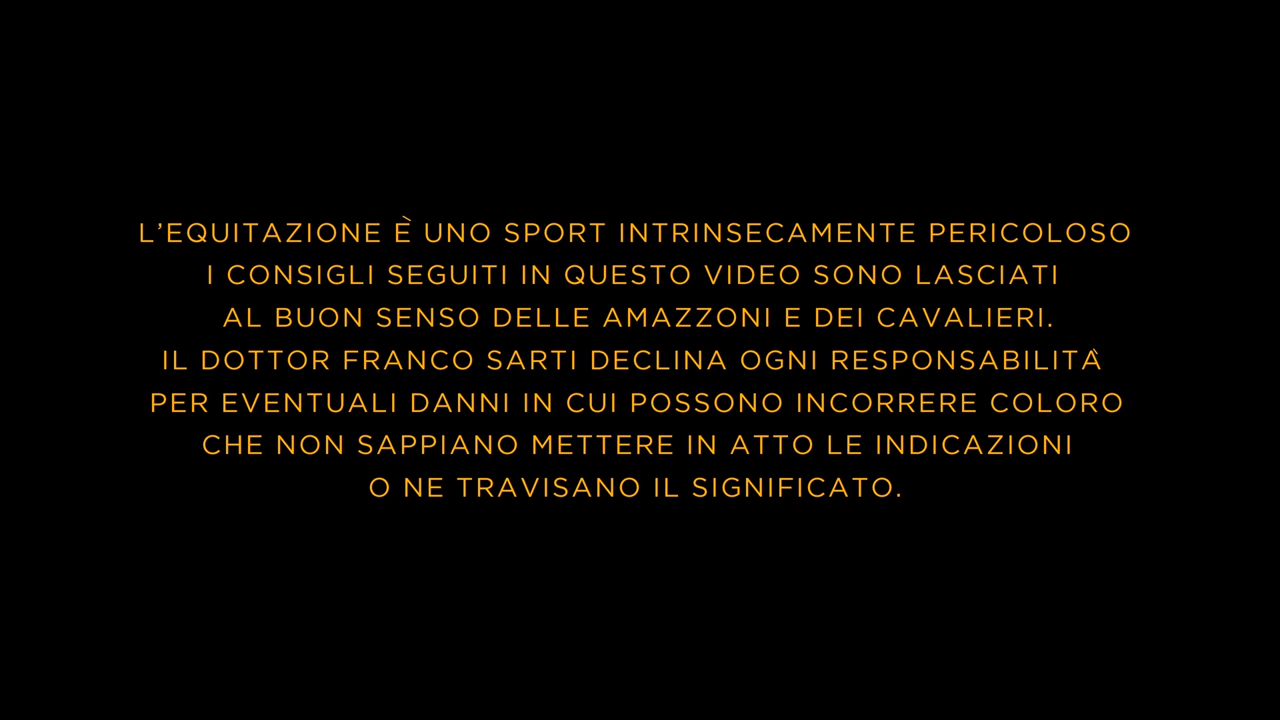 L’EQUITAZIONE È UNO SPORT INTRINSECAMENTE PERICOLOSO
I CONSIGLI SEGUITI IN QUESTO VIDEO SONO LASCIATI
AL BUON SENSO DELLE AMAZZONI E DEI CAVALIERI.
IL DOTTOR FRANCO SARTI DECLINA OGNI RESPONSABILITÀ
PER EVENTUALI DANNI IN CUI POSSONO INCORRERE COLORO
CHE NON SAPPIANO METTERE IN ATTO LE INDICAZIONI
O NE TRAVISANO IL SIGNIFICATO.